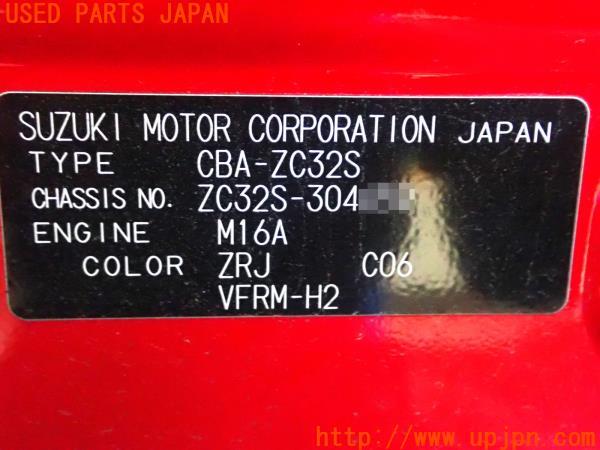 USED PARTS JAPAN
SUZUKI MOTOR CORPORATION JAPAN
TYPE CBA-ZC32S
CHASSIS NO. ZC32S-304
ENGINE M16A
COLOR ZRJ C06
VFRM-H2
http://www.upjpn.com